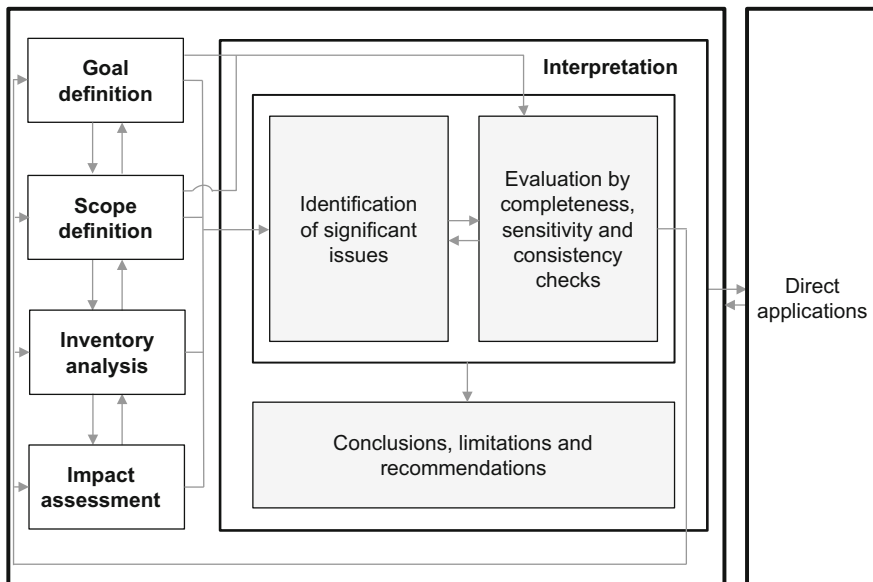 Goal
definition
Scope
definition
Inventory
analysis
Impact
assessment
Interpretation
Identification
of significant
issues
Evaluation by
completeness,
sensitivity and
consistency
checks
Conclusions, limitations and
recommendations
Direct
applications